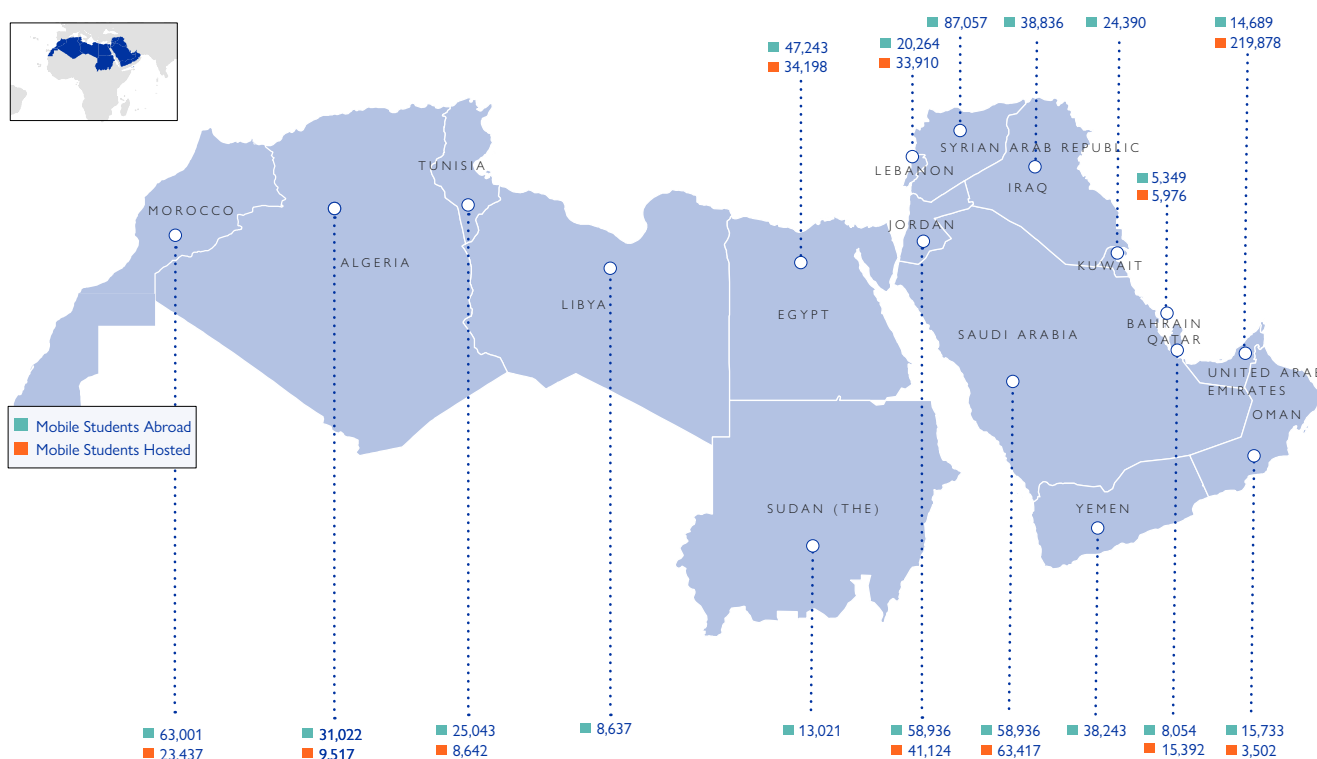 87,057
38,836
24,390
14,689
219,878
20,264
33,910
47,243
34,198
SYRIAN ARAB REPUBLIC
TUNISIA
LEBANON
IRAQ
5,349
5,976
MOROCCO
JORDAN
ALGERIA
KUWAIT
LIBYA
EGYPT
SAUDI ARABIA
BAHRAIN
QATAR
UNITED ARAB
EMIRATES
OMAN
Mobile Students Abroad
Mobile Students Hosted
SUDAN (THE)
YEMEN
63,001
23,437
31,022
9,517
25,043
8,642
8,637
13,021
58,936
41,124
58,936
63,417
38,243
8,054
15,392
15,733
3,502